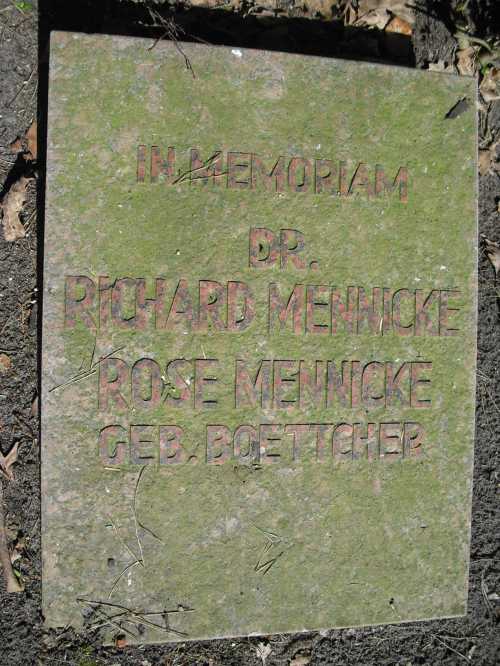 IN MEMORIAM
DR.
RICHARD MENNICKE
ROSE MENNICKE
GEB. BOETTCHER